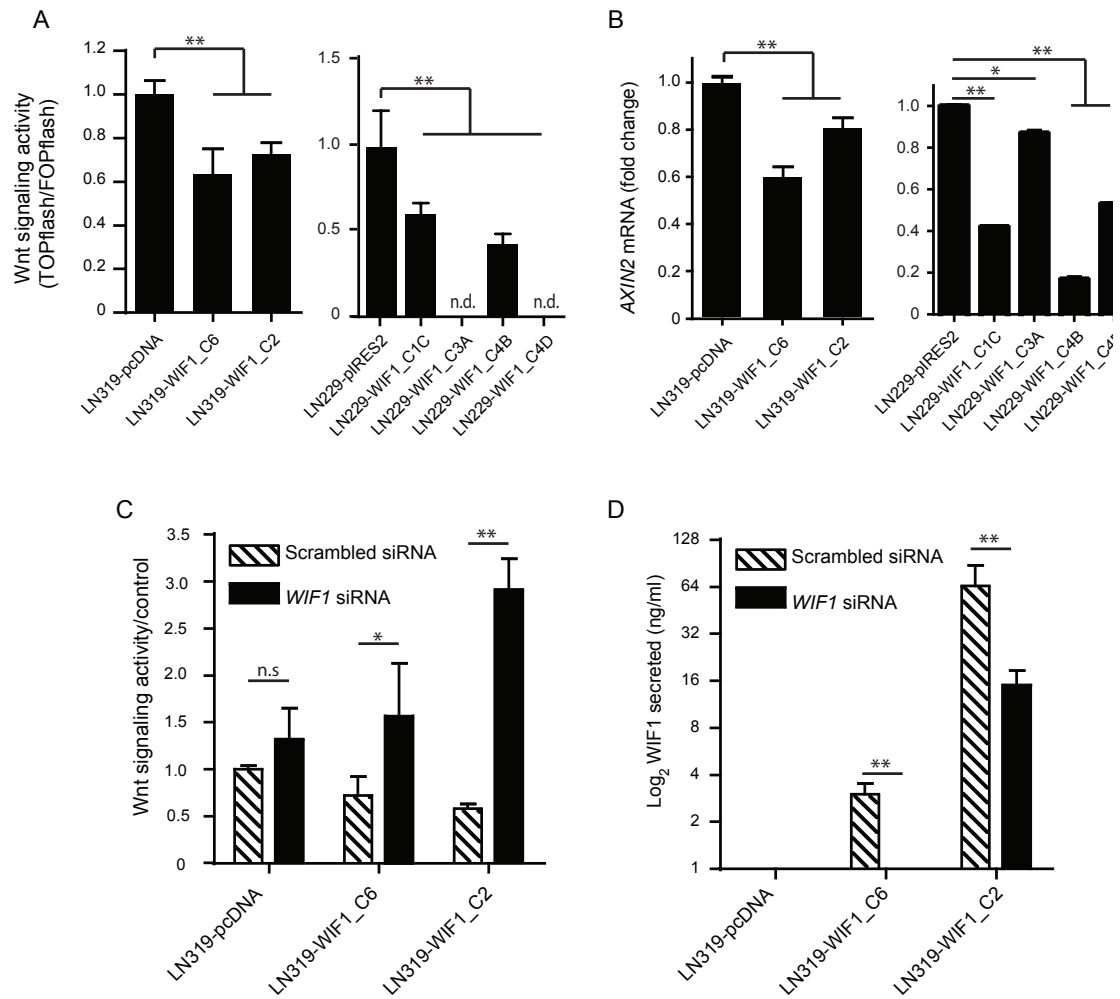 A
Wnt signaling activity
(TOPflash/FOPflash)
1.2
1.0
0.8
0.6
0.4
0.2
0
**
LN319-pcDNA
LN319-WIF1_C6
LN319-WIF1_C2
1.5
1.0
0.5
0
**
n.d.
n.d.
LN229-pIRES2
LN229-WIF1_C1C
LN229-WIF1_C3A
LN229-WIF1_C4B
LN229-WIF1_C4D
B
AXIN2 mRNA (fold change)
1.0
0.8
0.6
0.4
0.2
0
**
LN319-pcDNA
LN319-WIF1_C6
LN319-WIF1_C2
1.0
0.8
0.6
0.4
0.2
0
**
*
**
LN229-pIRES2
LN229-WIF1_C1C
LN229-WIF1_C3A
LN229-WIF1_C4B
C
Wnt signaling activity/control
3.5
3.0
2.5
2.0
1.5
1.0
0.5
0
Scrambled siRNA
WIF1 siRNA
n.s
*
**
LN319-pcDNA
LN319-WIF1_C6
LN319-WIF1_C2
D
Log2 WIF1 secreted (ng/ml)
128
64
32
16
8
4
2
1
Scrambled siRNA
WIF1 siRNA
**
**
LN319-pcDNA
LN319-WIF1_C6
LN319-WIF1_C2